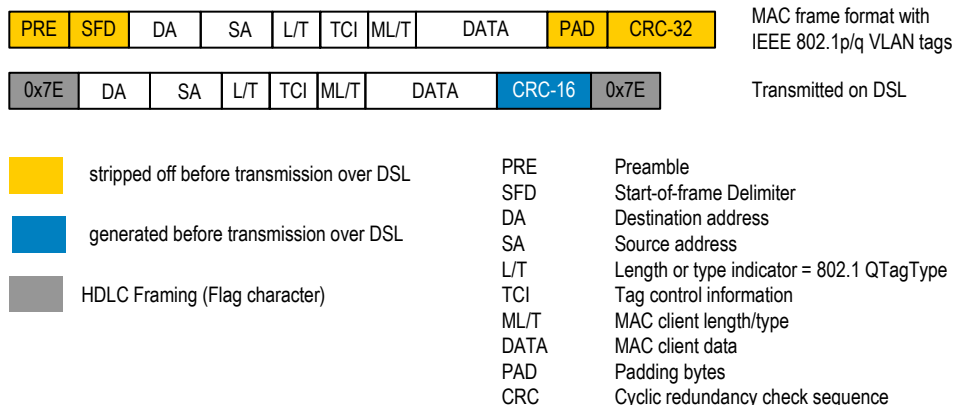 PRE SFD DA SA L/T TCI ML/T DATA PAD CRC-32
MAC frame format with
IEEE 802.1p/q VLAN tags
0x7E DA SA L/T TCI ML/T DATA CRC-16 0x7E
Transmitted on DSL
stripped off before transmission over DSL
generated before transmission over DSL
HDLC Framing (Flag character)
PRE Preamble
SFD Start-of-frame Delimiter
DA Destination address
SA Source address
L/T Length or type indicator = 802.1 QTagType
TCI Tag control information
ML/T MAC client length/type
DATA MAC client data
PAD Padding bytes
CRC Cyclic redundancy check sequence